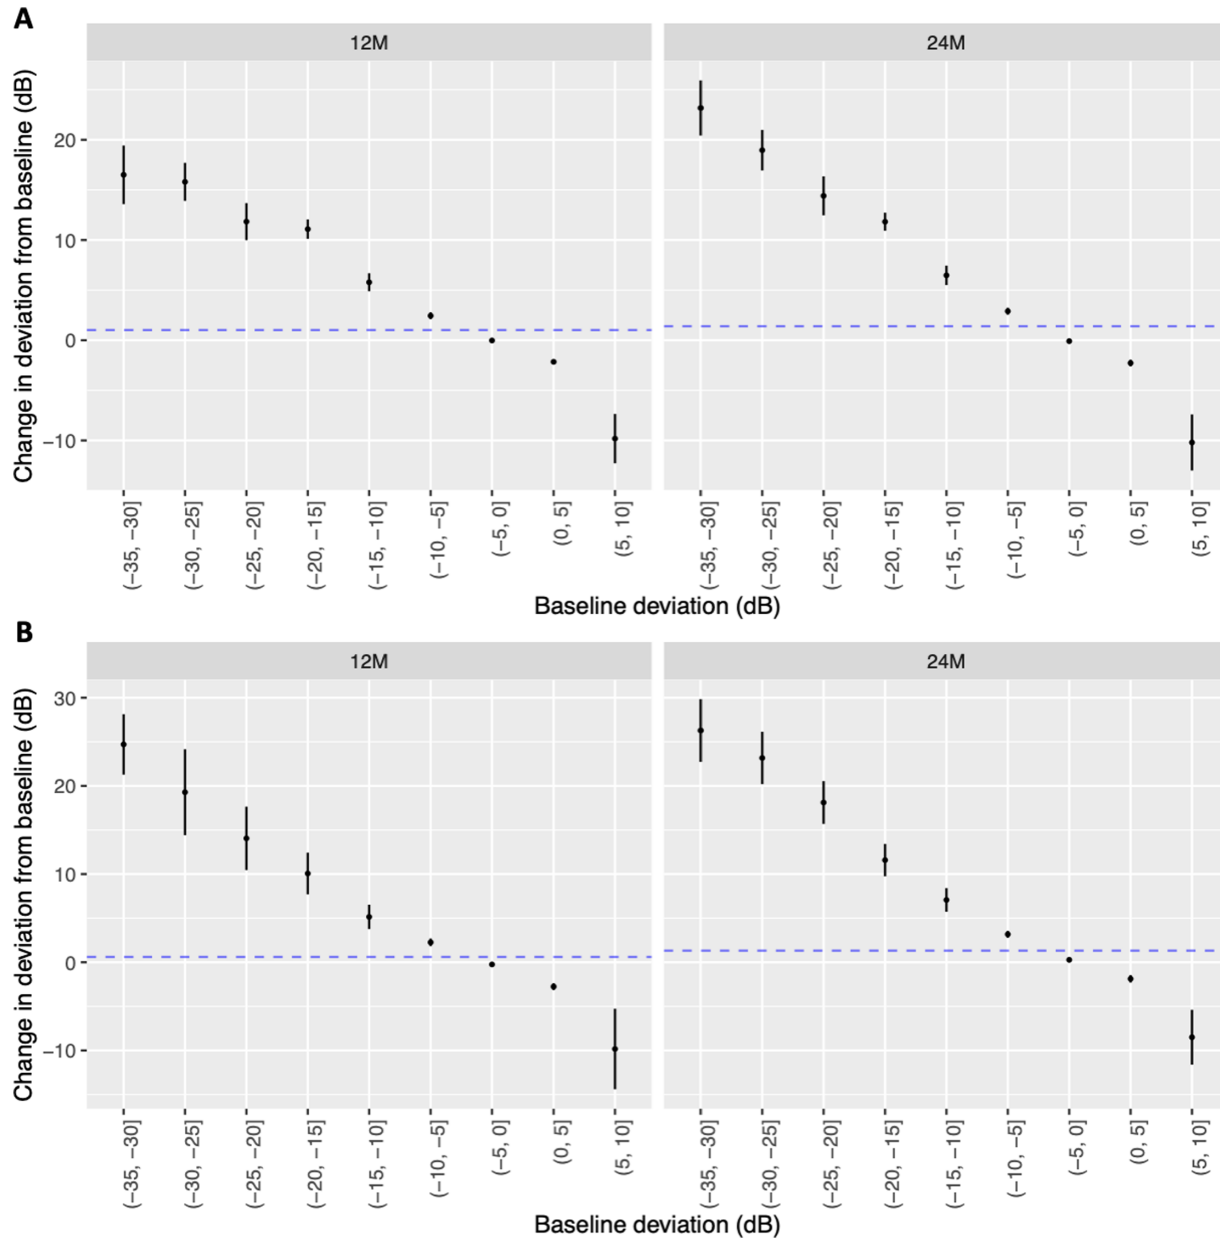 A
12M 24M
Change in deviation from baseline (dB)
20
10
0
−10
(−35, −30] (−30, −25] (−25, −20] (−20, −15] (−15, −10] (−10, −5] (−5, 0] (0, 5] (5, 10] (−35, −30] (−30, −25] (−25, −20] (−20, −15] (−15, −10] (−10, −5] (−5, 0] (0, 5] (5, 10]
Baseline deviation (dB)
B
12M 24M
Change in deviation from baseline (dB)
30
20
10
0
−10
(−35, −30] (−30, −25] (−25, −20] (−20, −15] (−15, −10] (−10, −5] (−5, 0] (0, 5] (5, 10] (−35, −30] (−30, −25] (−25, −20] (−20, −15] (−15, −10] (−10, −5] (−5, 0] (0, 5] (5, 10]
Baseline deviation (dB)